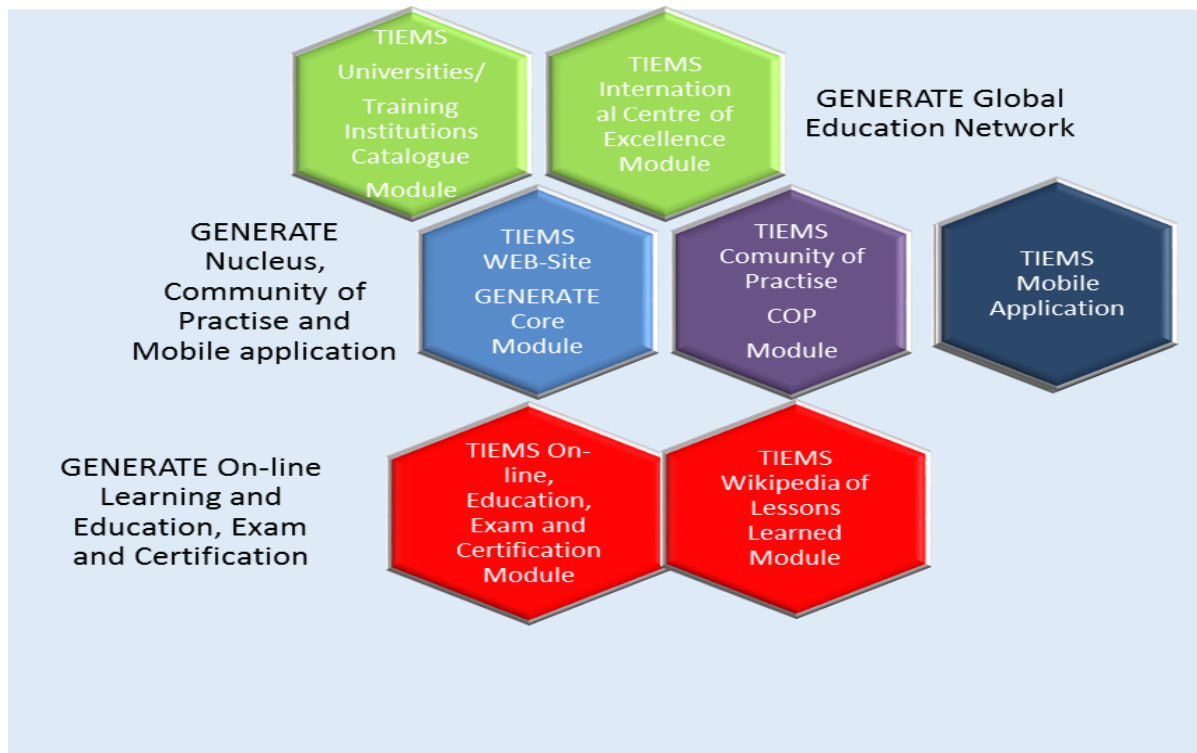 TIEMS
Universities/
Training
Institutions
Catalogue
Module
TIEMS
Internation
al Centre of
Excellence
Module
GENERATE Global
Education Network
GENERATE
Nucleus,
Community of
Practise and
Mobile application
TIEMS
WEB-Site
GENERATE
Core
Module
TIEMS
Comunity of
Practise
COP
Module
TIEMS
Mobile
Application
GENERATE On-line
Learning and
Education, Exam
and Certification
TIEMS On-
line,
Education,
Exam and
Certification
Module
TIEMS
Wikipedia of
Lessons
Learned
Module